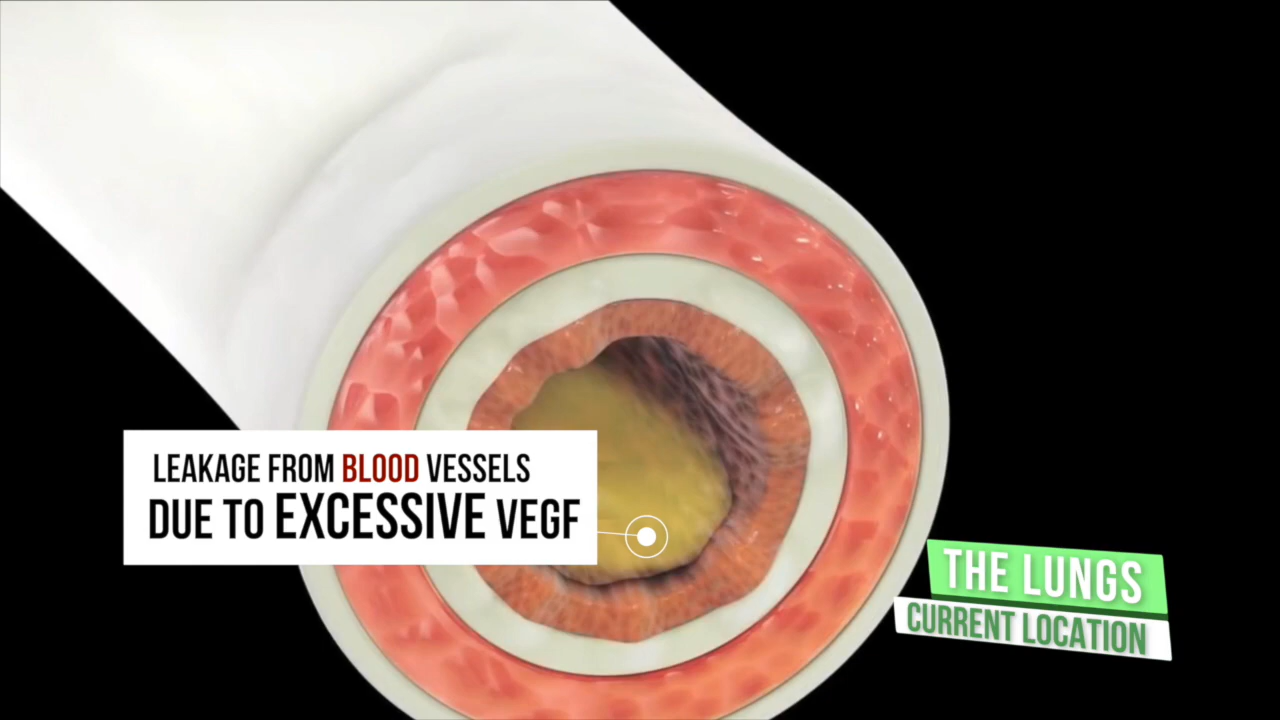 LEAKAGE FROM BLOOD VESSELS
DUE TO EXCESSIVE VEGF
THE LUNGS
CURRENT LOCATION